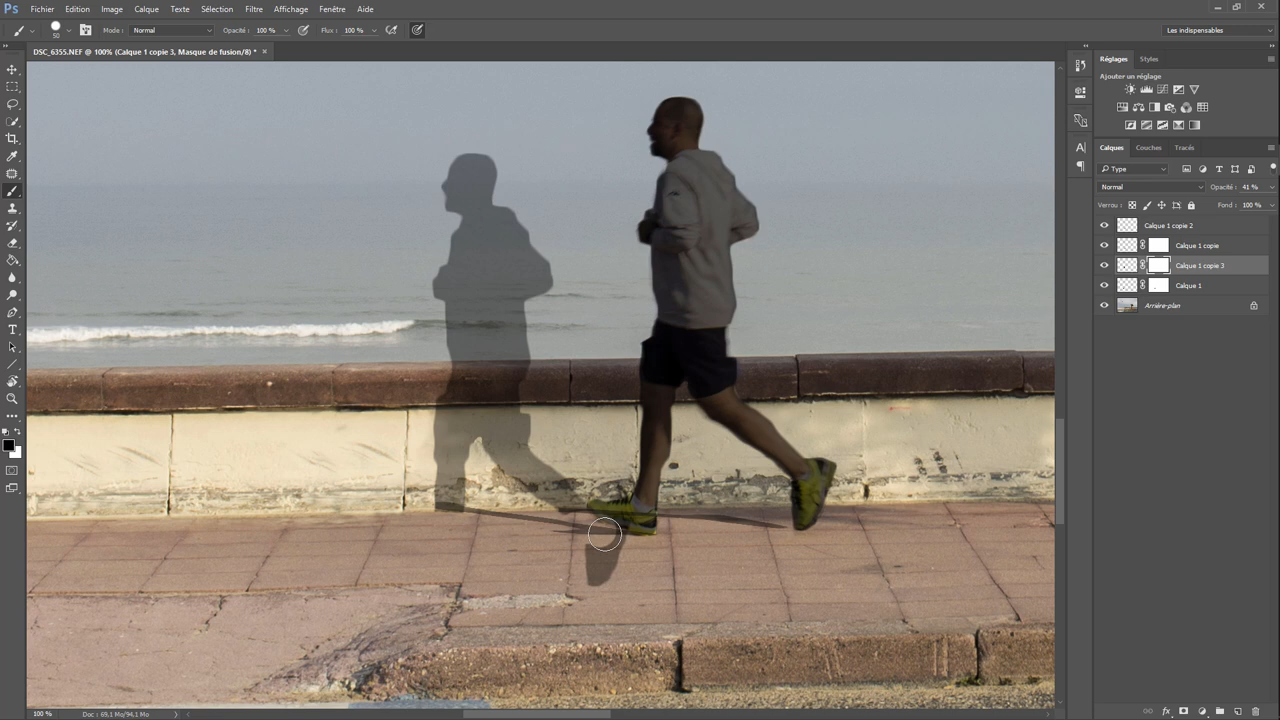 Ps Fichier Edition Image Calque Texte Sélection Filtre Affichage Fenêtre Aide
50 Mode : Normal Opacité : 100 % Flux : 100 % Les indispensables
DSC_6355.NEF @ 100% (Calque 1 copie 3, Masque de fusion/8) * ×
Réglages Styles
Ajouter un réglage
Calques Couches Tracés
Type
Normal Opacité : 41 %
Verrou : Fond : 100 %
Calque 1 copie 2
Calque 1 copie
Calque 1 copie 3
Calque 1
Arrière-plan
100 % Doc : 69,1 Mo/94,1 Mo